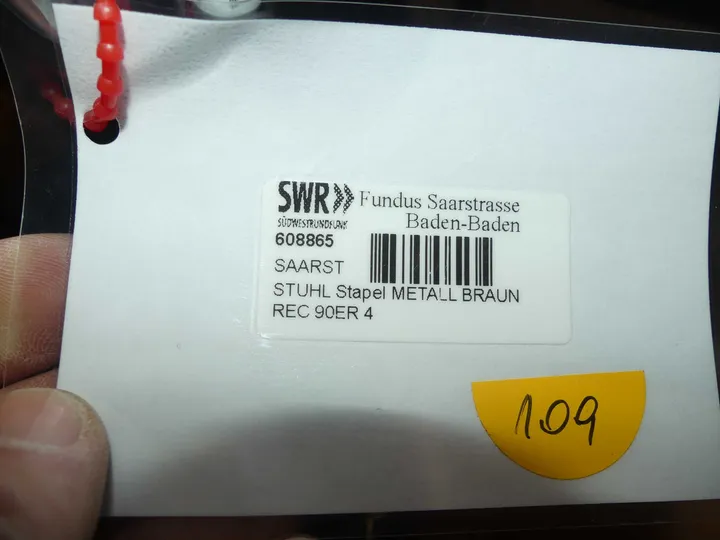 SWR» Fundus Saarstrasse
SÜDWESTRUNDFUNK Baden-Baden
608865
SAARST
STUHL Stapel METALL BRAUN
REC 90ER 4
109